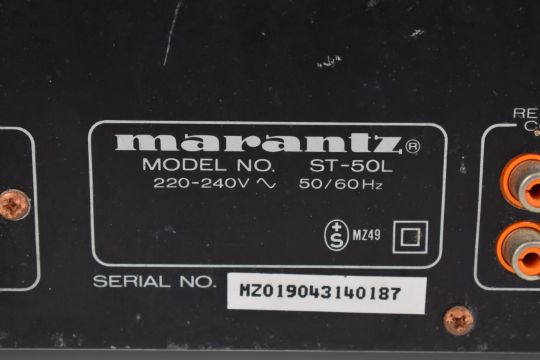 marantz®
MODEL NO. ST-50L
220-240V ∿ 50/60Hz
+S MZ49
SERIAL NO. MZ019043140187